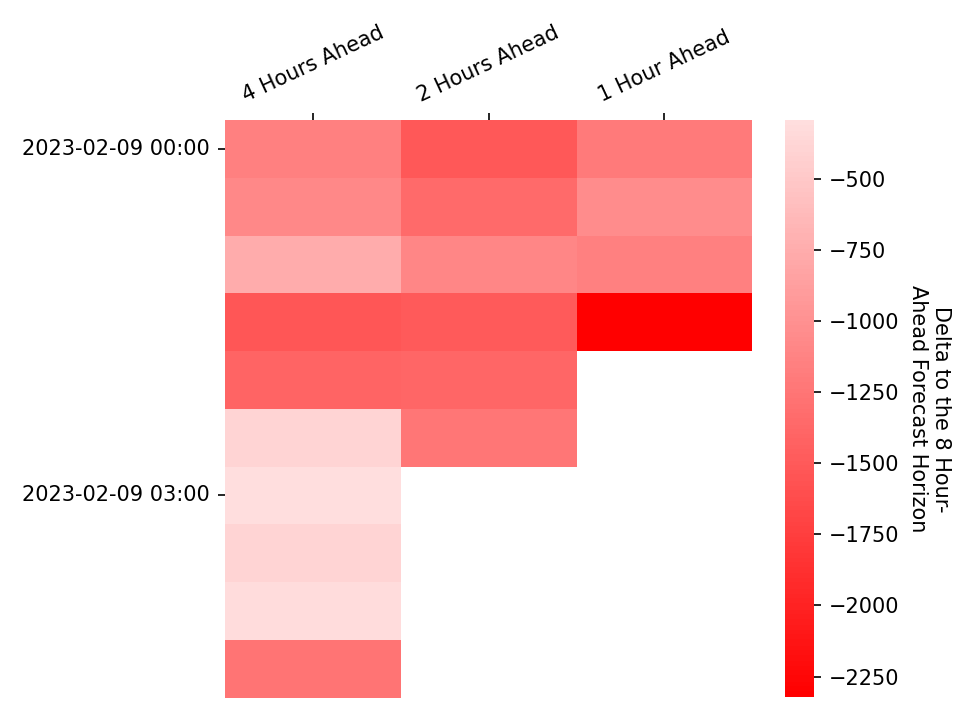 4 Hours Ahead
2 Hours Ahead
1 Hour Ahead
2023-02-09 00:00
2023-02-09 03:00
−500
−750
−1000
−1250
−1500
−1750
−2000
−2250
Delta to the 8 Hour-
Ahead Forecast Horizon